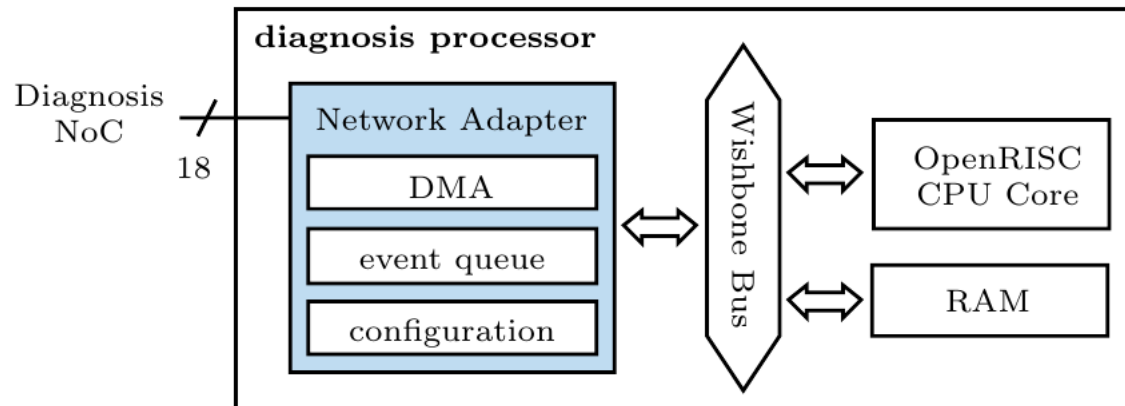 diagnosis processor
Diagnosis
NoC
18
Network Adapter
DMA
event queue
configuration
Wishbone Bus
OpenRISC
CPU Core
RAM